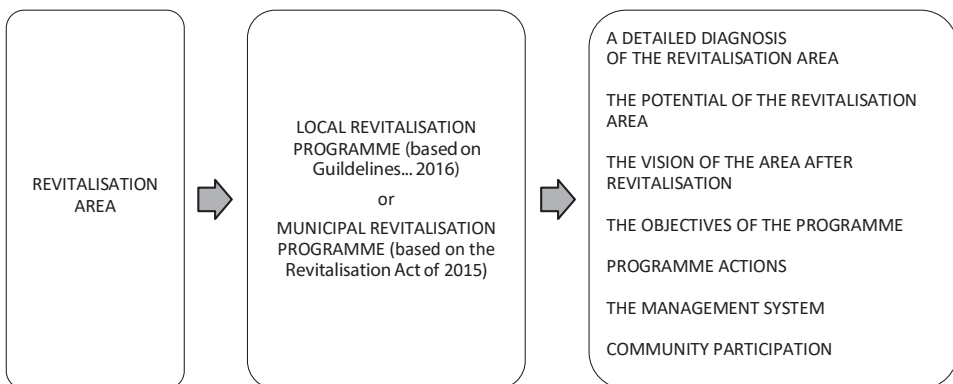 REVITALISATION
AREA
LOCAL REVITALISATION
PROGRAMME (based on
Guildelines... 2016)
or
MUNICIPAL REVITALISATION
PROGRAMME (based on the
Revitalisation Act of 2015)
A DETAILED DIAGNOSIS
OF THE REVITALISATION AREA
THE POTENTIAL OF THE REVITALISATION
AREA
THE VISION OF THE AREA AFTER
REVITALISATION
THE OBJECTIVES OF THE PROGRAMME
PROGRAMME ACTIONS
THE MANAGEMENT SYSTEM
COMMUNITY PARTICIPATION